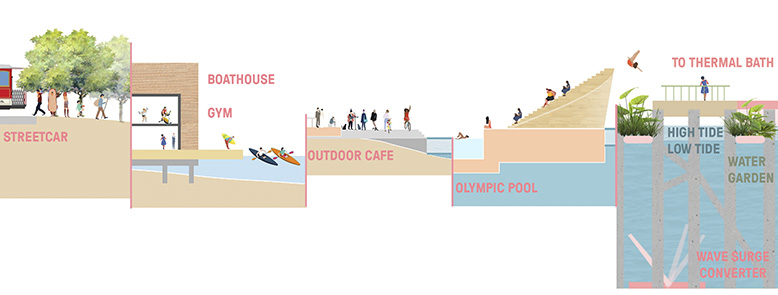 STREETCAR
BOATHOUSE
GYM
OUTDOOR CAFE
OLYMPIC POOL
TO THERMAL BATH
HIGH TIDE
LOW TIDE
WATER
GARDEN
WAVE SURGE
CONVERTER